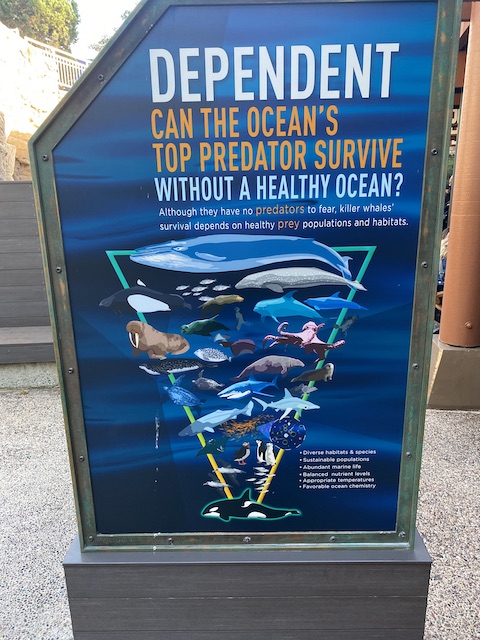 DEPENDENT
CAN THE OCEAN'S
TOP PREDATOR SURVIVE
WITHOUT A HEALTHY OCEAN?
Although they have no predators to fear, killer whales'
survival depends on healthy prey populations and habitats.
• Diverse habitats & species
• Sustainable populations
• Abundant marine life
• Balanced nutrient levels
• Appropriate temperatures
• Favorable ocean chemistry